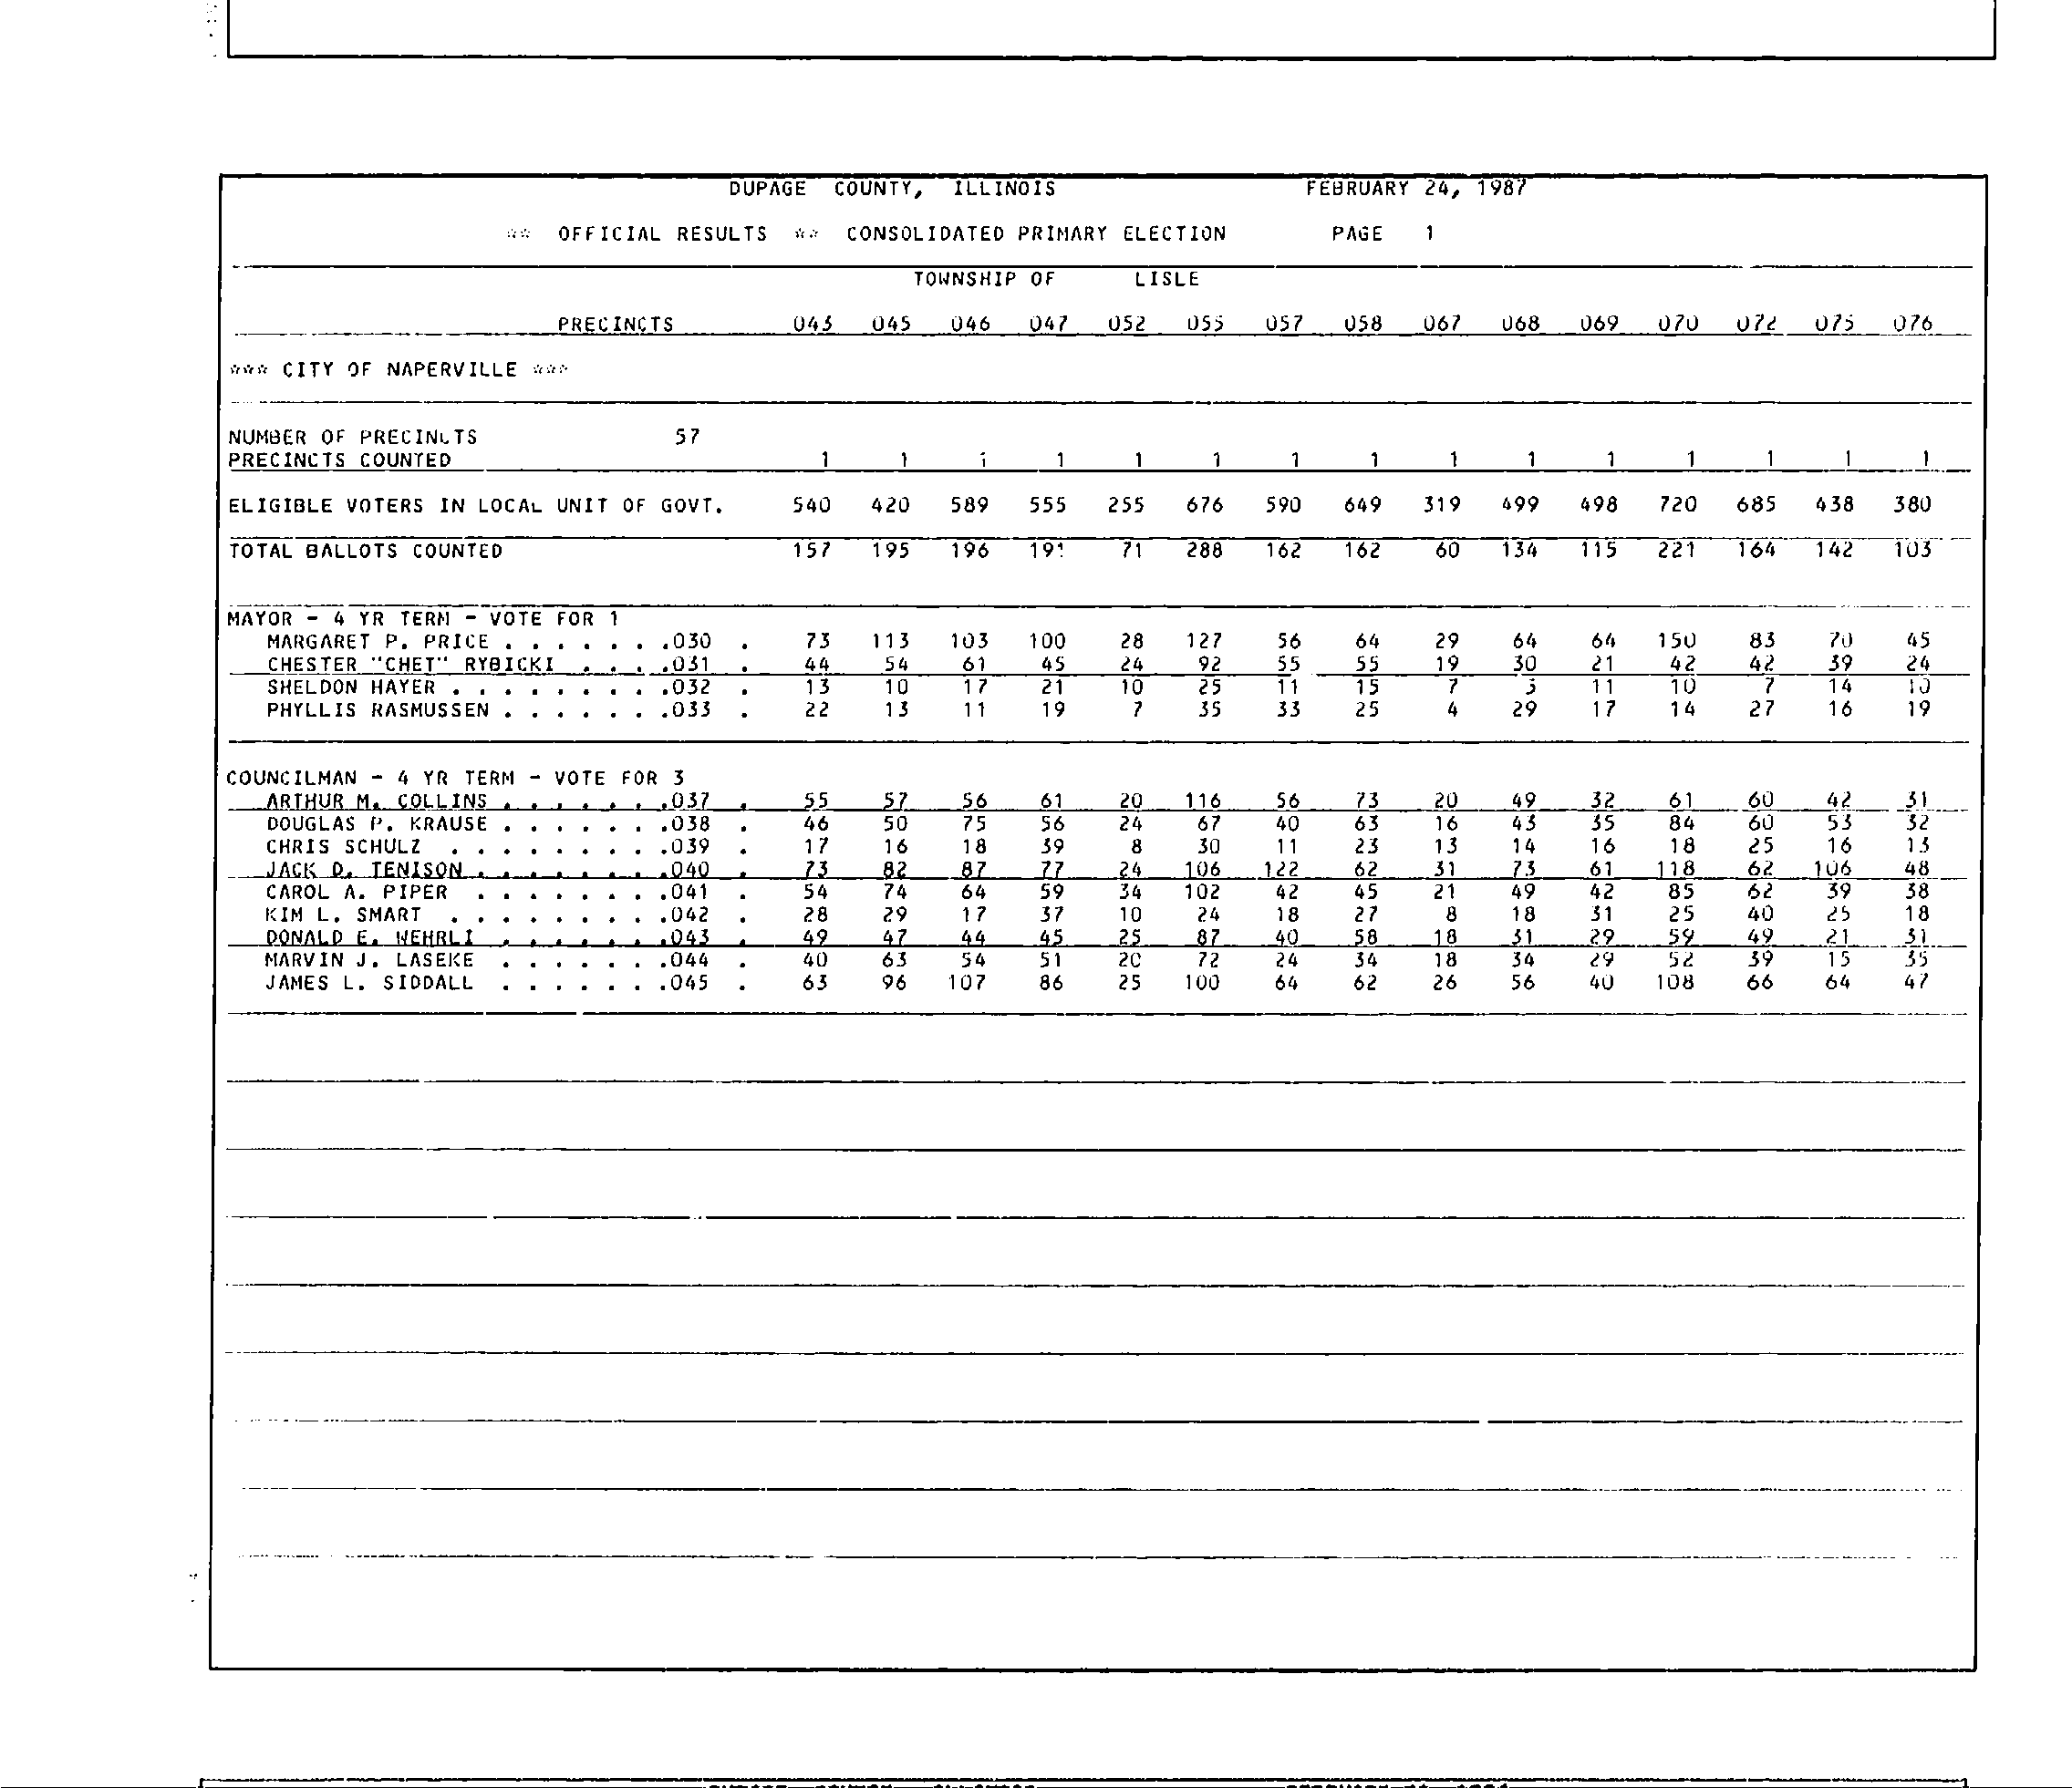 DUPAGE COUNTY, ILLINOIS FEBRUARY 24, 1987
** OFFICIAL RESULTS ** CONSOLIDATED PRIMARY ELECTION PAGE 1
TOWNSHIP OF LISLE
PRECINCTS 043 045 046 047 052 055 057 058 067 068 069 070 072 075 076
*** CITY OF NAPERVILLE ***
NUMBER OF PRECINCTS 57
PRECINCTS COUNTED 1 1 1 1 1 1 1 1 1 1 1 1 1 1 1
ELIGIBLE VOTERS IN LOCAL UNIT OF GOVT. 540 420 589 555 255 676 590 649 319 499 498 720 685 438 380
TOTAL BALLOTS COUNTED 157 195 196 191 71 288 162 162 60 134 115 221 164 142 103
MAYOR - 4 YR TERM - VOTE FOR 1
MARGARET P. PRICE . . . . . . .030 . 73 113 103 100 28 127 56 64 29 64 64 150 83 70 45
CHESTER "CHET" RYBICKI . . . .031 . 44 54 61 45 24 92 55 55 19 30 21 42 42 39 24
SHELDON HAYER . . . . . . . . .032 . 13 10 17 21 10 25 11 15 7 3 11 10 7 14 10
PHYLLIS RASMUSSEN . . . . . . .033 . 22 13 11 19 7 35 33 25 4 29 17 14 27 16 19
COUNCILMAN - 4 YR TERM - VOTE FOR 3
ARTHUR M. COLLINS . . . . . . .037 . 55 57 56 61 20 116 56 73 20 49 32 61 60 42 31
DOUGLAS P. KRAUSE . . . . . . .038 . 46 50 75 56 24 67 40 63 16 43 35 84 60 53 32
CHRIS SCHULZ . . . . . . . . .039 . 17 16 18 39 8 30 11 23 13 14 16 18 25 16 13
JACK D. TENISON . . . . . . . .040 . 73 82 87 77 24 106 122 62 31 73 61 118 62 106 48
CAROL A. PIPER . . . . . . . .041 . 54 74 64 59 34 102 42 45 21 49 42 85 62 39 38
KIM L. SMART . . . . . . . . .042 . 28 29 17 37 10 24 18 27 8 18 31 25 40 25 18
DONALD E. WEHRLI . . . . . . .043 . 49 47 44 45 25 87 40 58 18 31 29 59 49 21 31
MARVIN J. LASEKE . . . . . . .044 . 40 63 54 51 20 72 24 34 18 34 29 52 39 15 35
JAMES L. SIDDALL . . . . . . .045 . 63 96 107 86 25 100 64 62 26 56 40 108 66 64 47